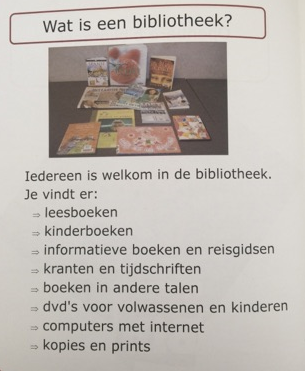 Wat is een bibliotheek?
Iedereen is welkom in de bibliotheek.
Je vindt er:
⇒ leesboeken
⇒ kinderboeken
⇒ informatieve boeken en reisgidsen
⇒ kranten en tijdschriften
⇒ boeken in andere talen
⇒ dvd's voor volwassenen en kinderen
⇒ computers met internet
⇒ kopies en prints